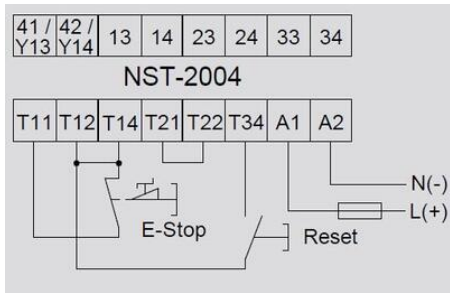 41 / 42 / 13 14 23 24 33 34
Y13 Y14
NST-2004
T11 T12 T14 T21 T22 T34 A1 A2
N(-)
L(+)
E-Stop Reset